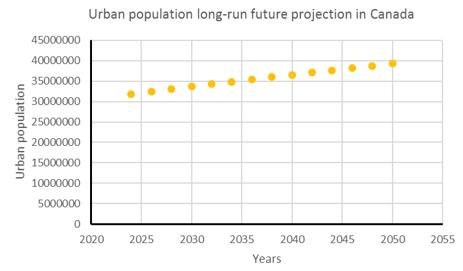 Urban population long-run future projection in Canada
45000000
40000000
35000000
30000000
25000000
20000000
15000000
10000000
5000000
0
Urban population
2020 2025 2030 2035 2040 2045 2050 2055
Years